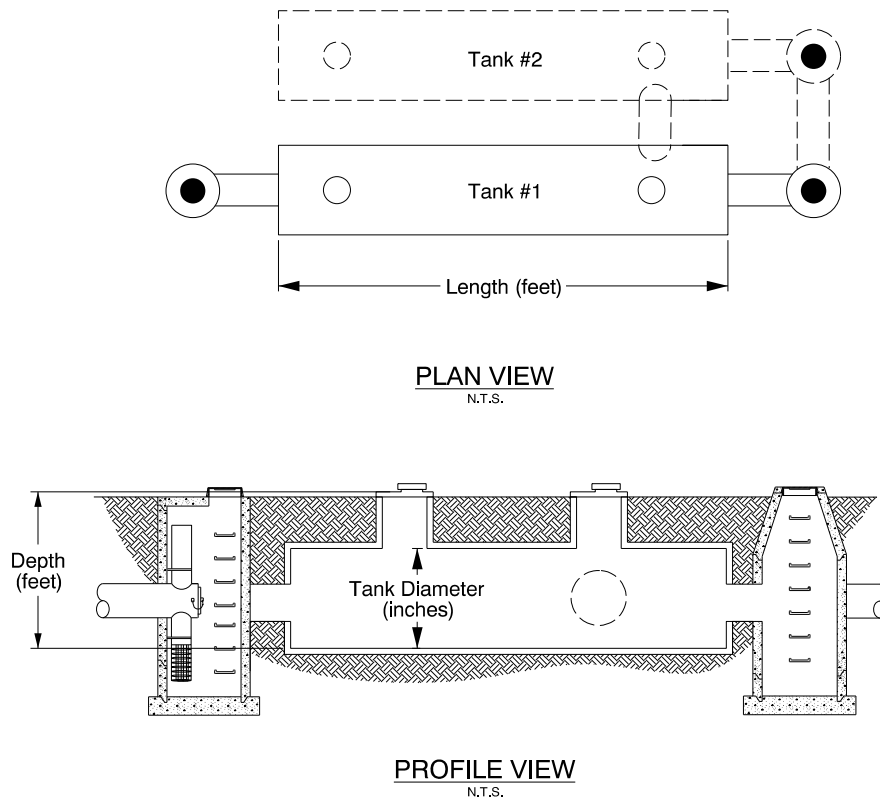 Tank #2
Tank #1
Length (feet)
PLAN VIEW
N.T.S.
Depth
(feet)
Tank Diameter
(inches)
PROFILE VIEW
N.T.S.